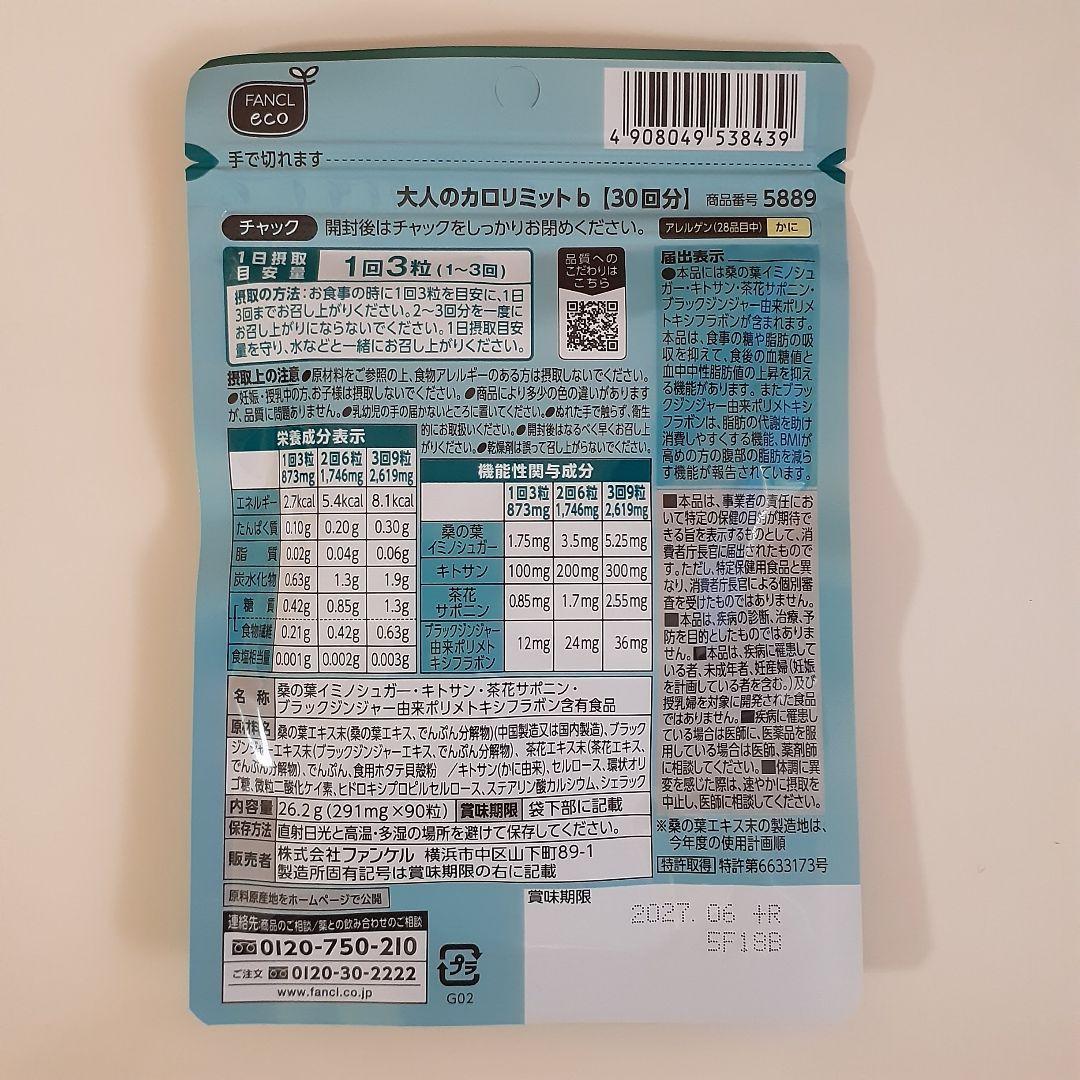 FANCL
eco
4 908049 538439
手で切れます
大人のカロリミットb【30回分】 商品番号 5889
チャック 開封後はチャックをしっかりお閉めください。
アレルゲン(28品目中) かに
1日摂取
目安量 1回3粒(1~3回)
摂取の方法:お食事の時に1回3粒を目安に、1日
3回までお召し上がりください。2~3回分を一度に
お召し上がりにならないでください。1日摂取目安
量を守り、水などと一緒にお召し上がりください。
品質への
こだわりは
こちら
届出表示
●本品には桑の葉イミノシュ
ガー・キトサン・茶花サポニン・
ブラックジンジャー由来ポリメ
トキシフラボンが含まれます。
本品は、食事の糖や脂肪の吸
収を抑えて、食後の血糖値と
血中中性脂肪値の上昇を抑え
る機能があります。またブラッ
クジンジャー由来ポリメトキシ
フラボンは、脂肪の代謝を助け
消費しやすくする機能、BMIが
高めの方の腹部の脂肪を減ら
す機能が報告されています。
摂取上の注意●原材料をご参照の上、食物アレルギーのある方は摂取しないでください。
●妊娠・授乳中の方、お子様は摂取しないでください。●商品により多少の色の違いがあります
が、品質に問題ありません。●乳幼児の手の届かないところに置いてください。●ぬれた手で触らず、衛生
的にお取扱いください。●開封後はなるべく早くお召し上
がりください。●乾燥剤は誤って召し上がらないでください。
栄養成分表示
1回3粒 2回6粒 3回9粒
873mg 1,746mg 2,619mg
エネルギー 2.7kcal 5.4kcal 8.1kcal
たんぱく質 0.10g 0.20g 0.30g
脂質 0.02g 0.04g 0.06g
炭水化物 0.63g 1.3g 1.9g
糖質 0.42g 0.85g 1.3g
食物繊維 0.21g 0.42g 0.63g
食塩相当量 0.001g 0.002g 0.003g
機能性関与成分
1回3粒 2回6粒 3回9粒
873mg 1,746mg 2,619mg
桑の葉
イミノシュガー 1.75mg 3.5mg 5.25mg
キトサン 100mg 200mg 300mg
茶花
サポニン 0.85mg 1.7mg 2.55mg
ブラックジンジャー
由来ポリメト
キシフラボン 12mg 24mg 36mg
■本品は、事業者の責任にお
いて特定の保健の目的が期待で
きる旨を表示するものとして、消
費者庁長官に届出されたもので
す。ただし、特定保健用食品と異
なり、消費者庁長官による個別審
査を受けたものではありません。
■本品は、疾病の診断、治療、予
防を目的としたものではありま
せん。■本品は、疾病に罹患して
いる者、未成年者、妊産婦(妊娠
を計画している者を含む。)及び
授乳婦を対象に開発された食品
ではありません。■疾病に罹患し
ている場合は医師に、医薬品を服
用している場合は医師、薬剤師
に相談してください。■体調に異
変を感じた際は、速やかに摂取を
中止し、医師に相談してください。
※桑の葉エキス末の製造地は、
今年度の使用計画順
特許取得 特許第6633173号
名称 桑の葉イミノシュガー・キトサン・茶花サポニン・
ブラックジンジャー由来ポリメトキシフラボン含有食品
原材料名 桑の葉エキス末(桑の葉エキス、でんぷん分解物)(中国製造又は国内製造)、ブラック
ジンジャーエキス末(ブラックジンジャーエキス、でんぷん分解物)、茶花エキス末(茶花エキス、
でんぷん分解物)、でんぷん、食用ホタテ貝殻粉 /キトサン(かに由来)、セルロース、環状オリ
ゴ糖、微粒二酸化ケイ素、ヒドロキシプロピルセルロース、ステアリン酸カルシウム、シェラック
内容量 26.2g(291mg×90粒) 賞味期限 袋下部に記載
保存方法 直射日光と高温・多湿の場所を避けて保存してください。
販売者 株式会社ファンケル 横浜市中区山下町89-1
製造所固有記号は賞味期限の右に記載
原料原産地をホームページで公開
連絡先:商品のご相談/薬との飲み合わせのご相談
0120-750-210
ご注文 0120-30-2222
www.fancl.co.jp
プラ
G02
賞味期限
2027. 06 +R
5F18B